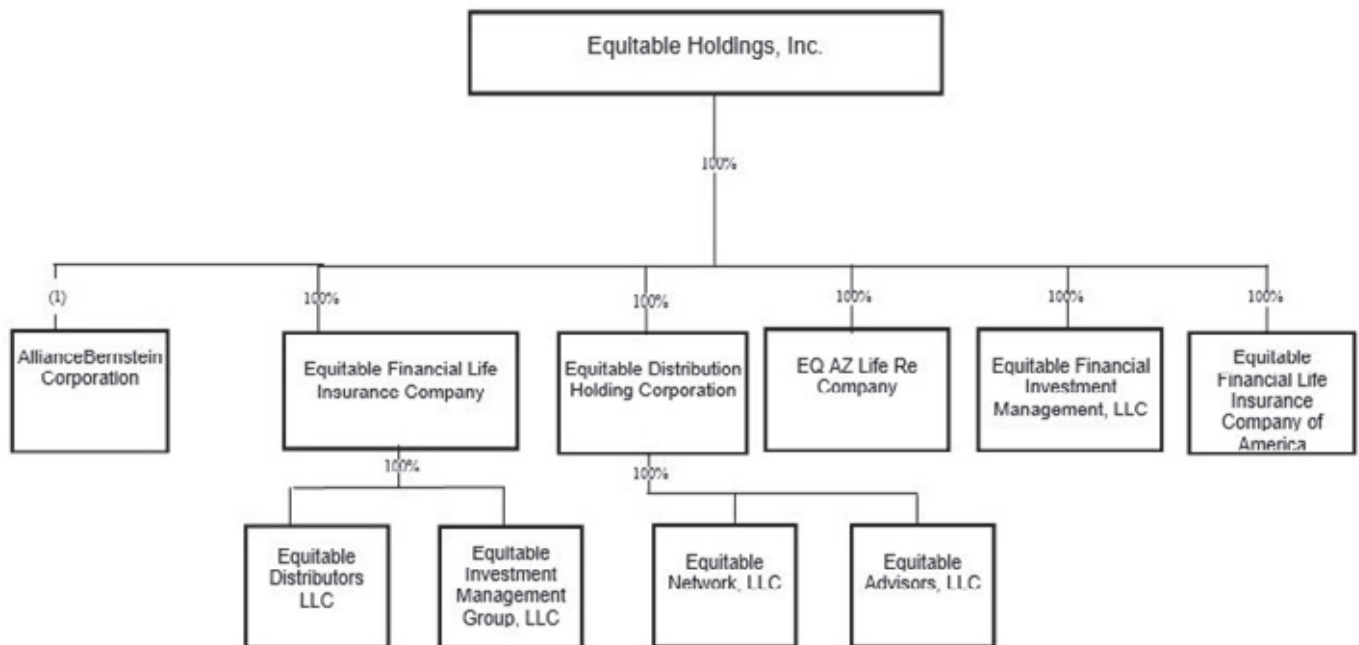 Equitable Holdings, Inc.
100%
(1)
100%
100%
100%
100%
100%
AllianceBernstein
Corporation
Equitable Financial Life
Insurance Company
Equitable Distribution
Holding Corporation
EQ AZ Life Re
Company
Equitable Financial
Investment
Management, LLC
Equitable
Financial Life
Insurance
Company of
America
100%
100%
Equitable
Distributors
LLC
Equitable
Investment
Management
Group, LLC
Equitable
Network, LLC
Equitable
Advisors, LLC